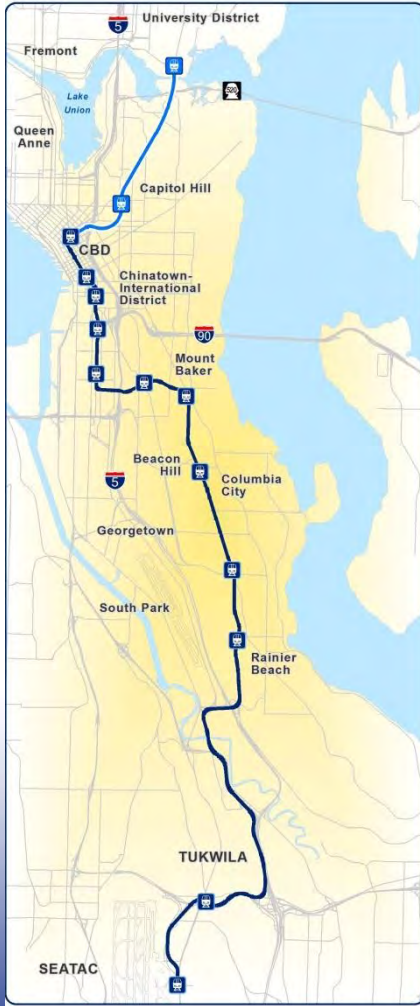 University District
5
Fremont
Lake
Union
520
Queen
Anne
Capitol Hill
CBD
Chinatown-
International
District
90
Mount
Baker
Beacon
Hill
Columbia
City
5
Georgetown
South Park
Rainier
Beach
TUKWILA
SEATAC